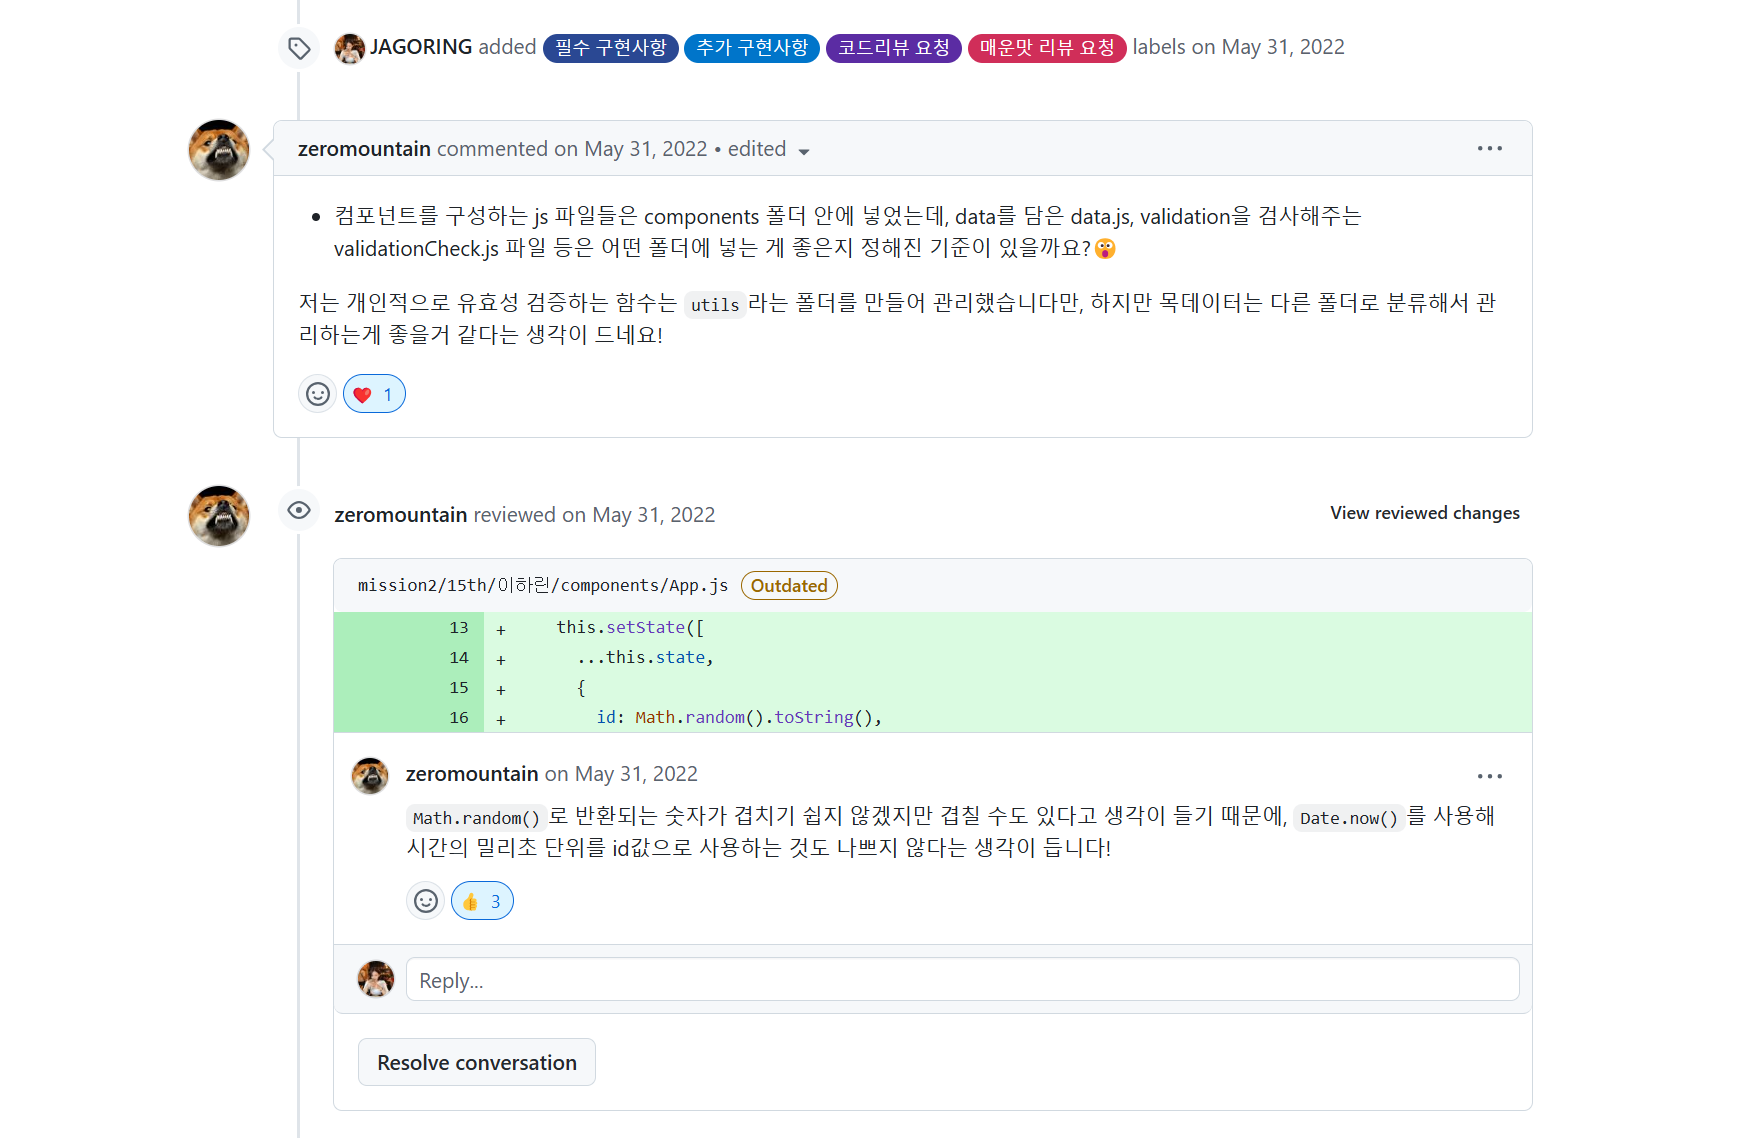 JAGORING added 필수 구현사항 추가 구현사항 코드리뷰 요청 매운맛 리뷰 요청 labels on May 31, 2022
zeromountain commented on May 31, 2022 • edited
• 컴포넌트를 구성하는 js 파일들은 components 폴더 안에 넣었는데, data를 담은 data.js, validation을 검사해주는
validationCheck.js 파일 등은 어떤 폴더에 넣는 게 좋은지 정해진 기준이 있을까요?😮
저는 개인적으로 유효성 검증하는 함수는 utils 라는 폴더를 만들어 관리했습니다만, 하지만 목데이터는 다른 폴더로 분류해서 관
리하는게 좋을거 같다는 생각이 드네요!
❤️ 1
zeromountain reviewed on May 31, 2022
View reviewed changes
mission2/15th/이하린/components/App.js Outdated
13 + this.setState([
14 + ...this.state,
15 + {
16 + id: Math.random().toString(),
zeromountain on May 31, 2022
Math.random() 로 반환되는 숫자가 겹치기 쉽지 않겠지만 겹칠 수도 있다고 생각이 들기 때문에, Date.now() 를 사용해
시간의 밀리초 단위를 id값으로 사용하는 것도 나쁘지 않다는 생각이 듭니다!
👍 3
Reply...
Resolve conversation